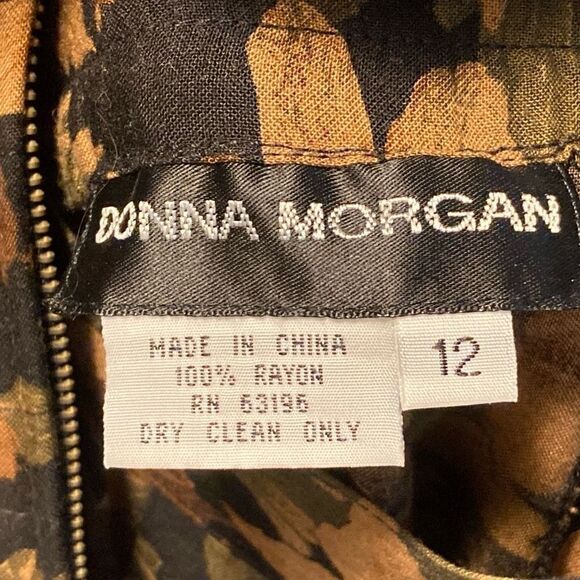 DONNA MORGAN
MADE IN CHINA
100% RAYON
RN 63196
DRY CLEAN ONLY
12